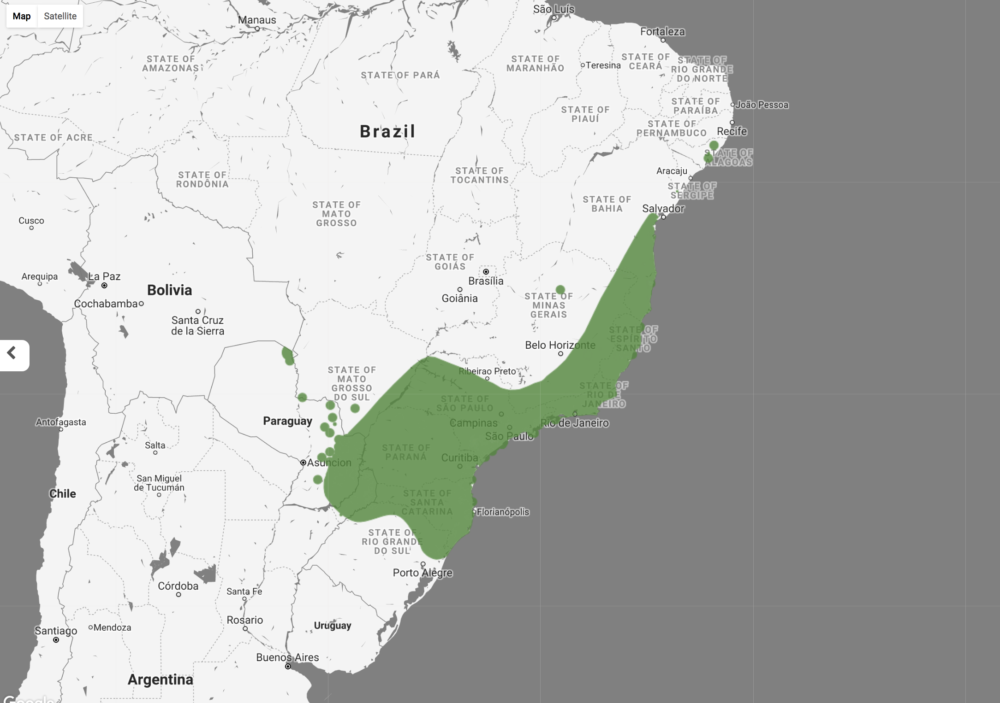 Map
Satellite
São Luís
Manaus
Fortaleza
STATE OF
AMAZONAS
STATE OF PARÁ
STATE OF
MARANHÃO
Teresina
STATE OF
CEARÁ
STATE OF
RIO GRANDE
DO NORTE
STATE OF
PARAÍBA
João Pessoa
STATE OF
PIAUÍ
STATE OF
PERNAMBUCO
Recife
STATE OF ACRE
Brazil
STATE OF
ALAGOAS
STATE OF
RONDÔNIA
STATE OF
TOCANTINS
Aracaju
STATE OF
SERGIPE
STATE OF
MATO
GROSSO
STATE OF
BAHIA
Salvador
Cusco
STATE OF
GOIÁS
Brasília
Arequipa
La Paz
Bolivia
Goiânia
STATE OF
MINAS
GERAIS
Cochabamba
Santa Cruz
de la Sierra
STATE OF
ESPÍRITO
SANTO
Belo Horizonte
STATE OF
MATO
GROSSO
DO SUL
Ribeirao Preto
STATE OF
RIO DE
JANEIRO
STATE OF
SÃO PAULO
Antofagasta
Paraguay
Campinas
Rio de Janeiro
São Paulo
Salta
STATE OF
PARANÁ
Curitiba
Asuncion
San Miguel
de Tucumán
Chile
STATE OF
SANTA
CATARINA
Florianópolis
STATE OF
RIO GRANDE
DO SUL
Porto Alegre
Córdoba
Santa Fe
Rosario
Uruguay
Santiago
Mendoza
Buenos Aires
Argentina
Google